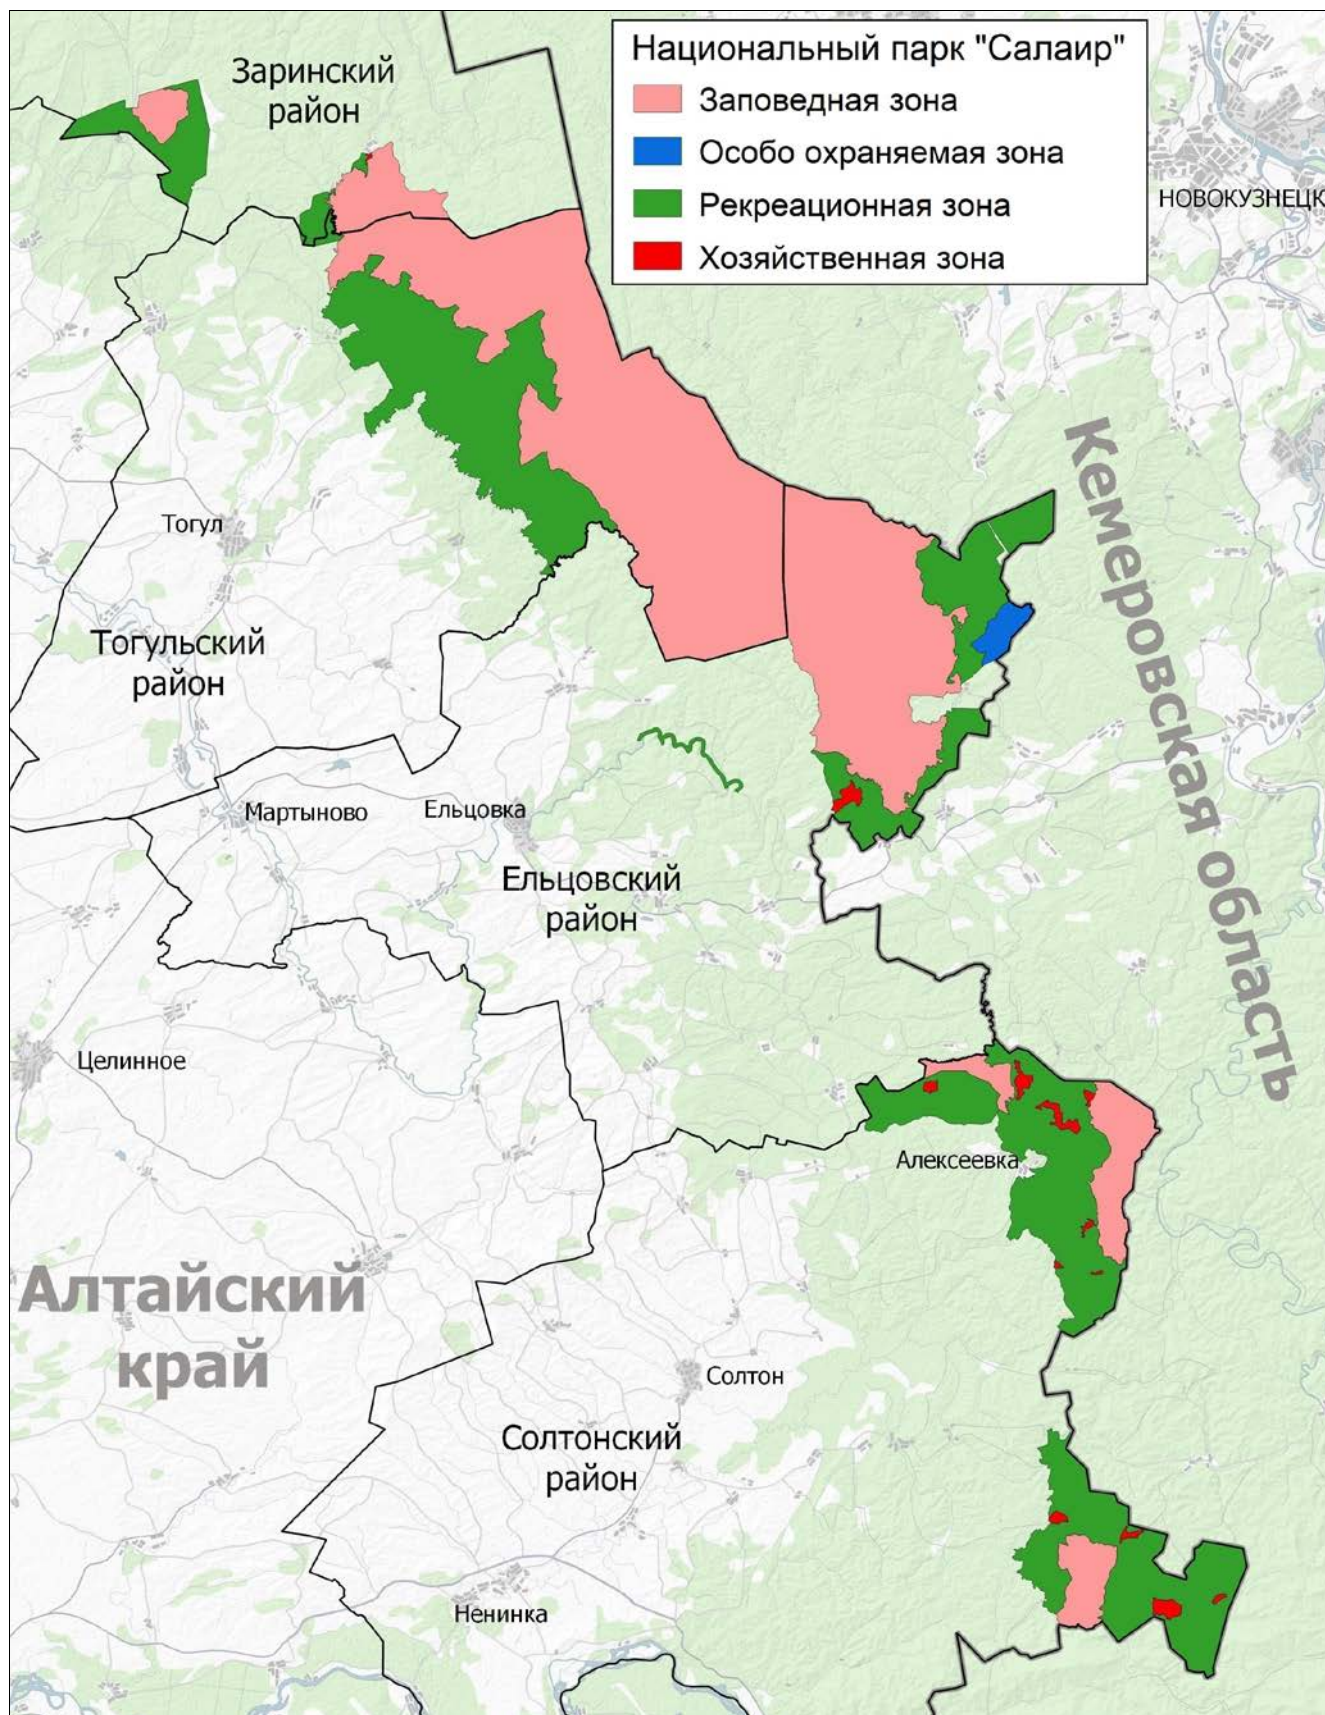 Национальный парк "Салаир"
Заповедная зона
Особо охраняемая зона
Рекреационная зона
Хозяйственная зона
Заринский
район
НОВОКУЗНЕЦК
Кемеровская область
Тогул
Тогульский
район
Мартыново
Ельцовка
Ельцовский
район
Целинное
Алексеевка
Алтайский
край
Солтон
Солтонский
район
Ненинка